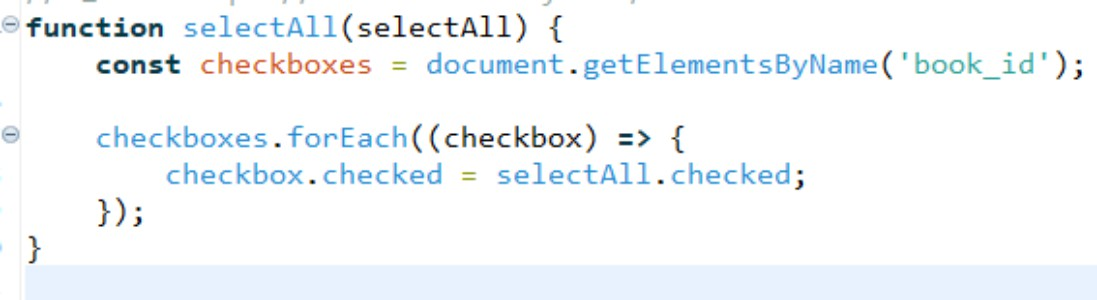 function selectAll(selectAll) {
    const checkboxes = document.getElementsByName('book_id');
    checkboxes.forEach((checkbox) => {
        checkbox.checked = selectAll.checked;
    });
}